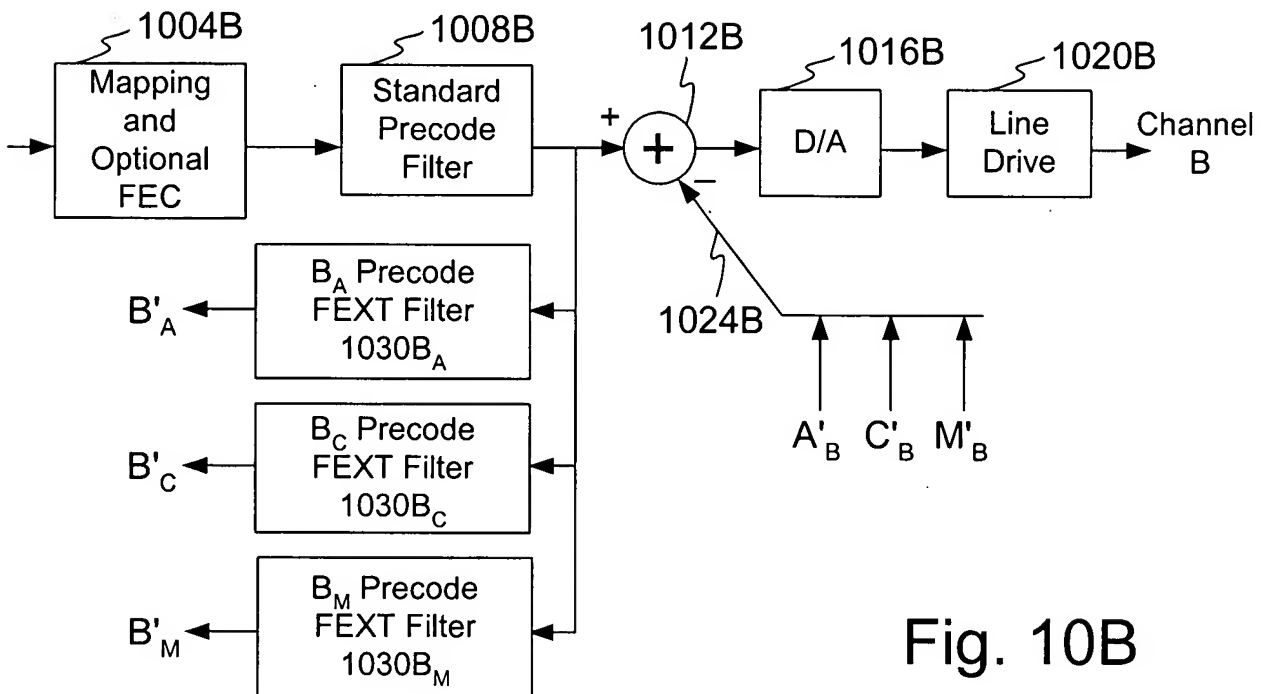 1004B
1008B
1012B
1016B
1020B
Mapping
and
Optional
FEC
Standard
Precode
Filter
+
+
−
D/A
Line
Drive
Channel
B
1024B
B'A
BA Precode
FEXT Filter
1030BA
B'C
BC Precode
FEXT Filter
1030BC
B'M
BM Precode
FEXT Filter
1030BM
A'B C'B M'B
Fig. 10B